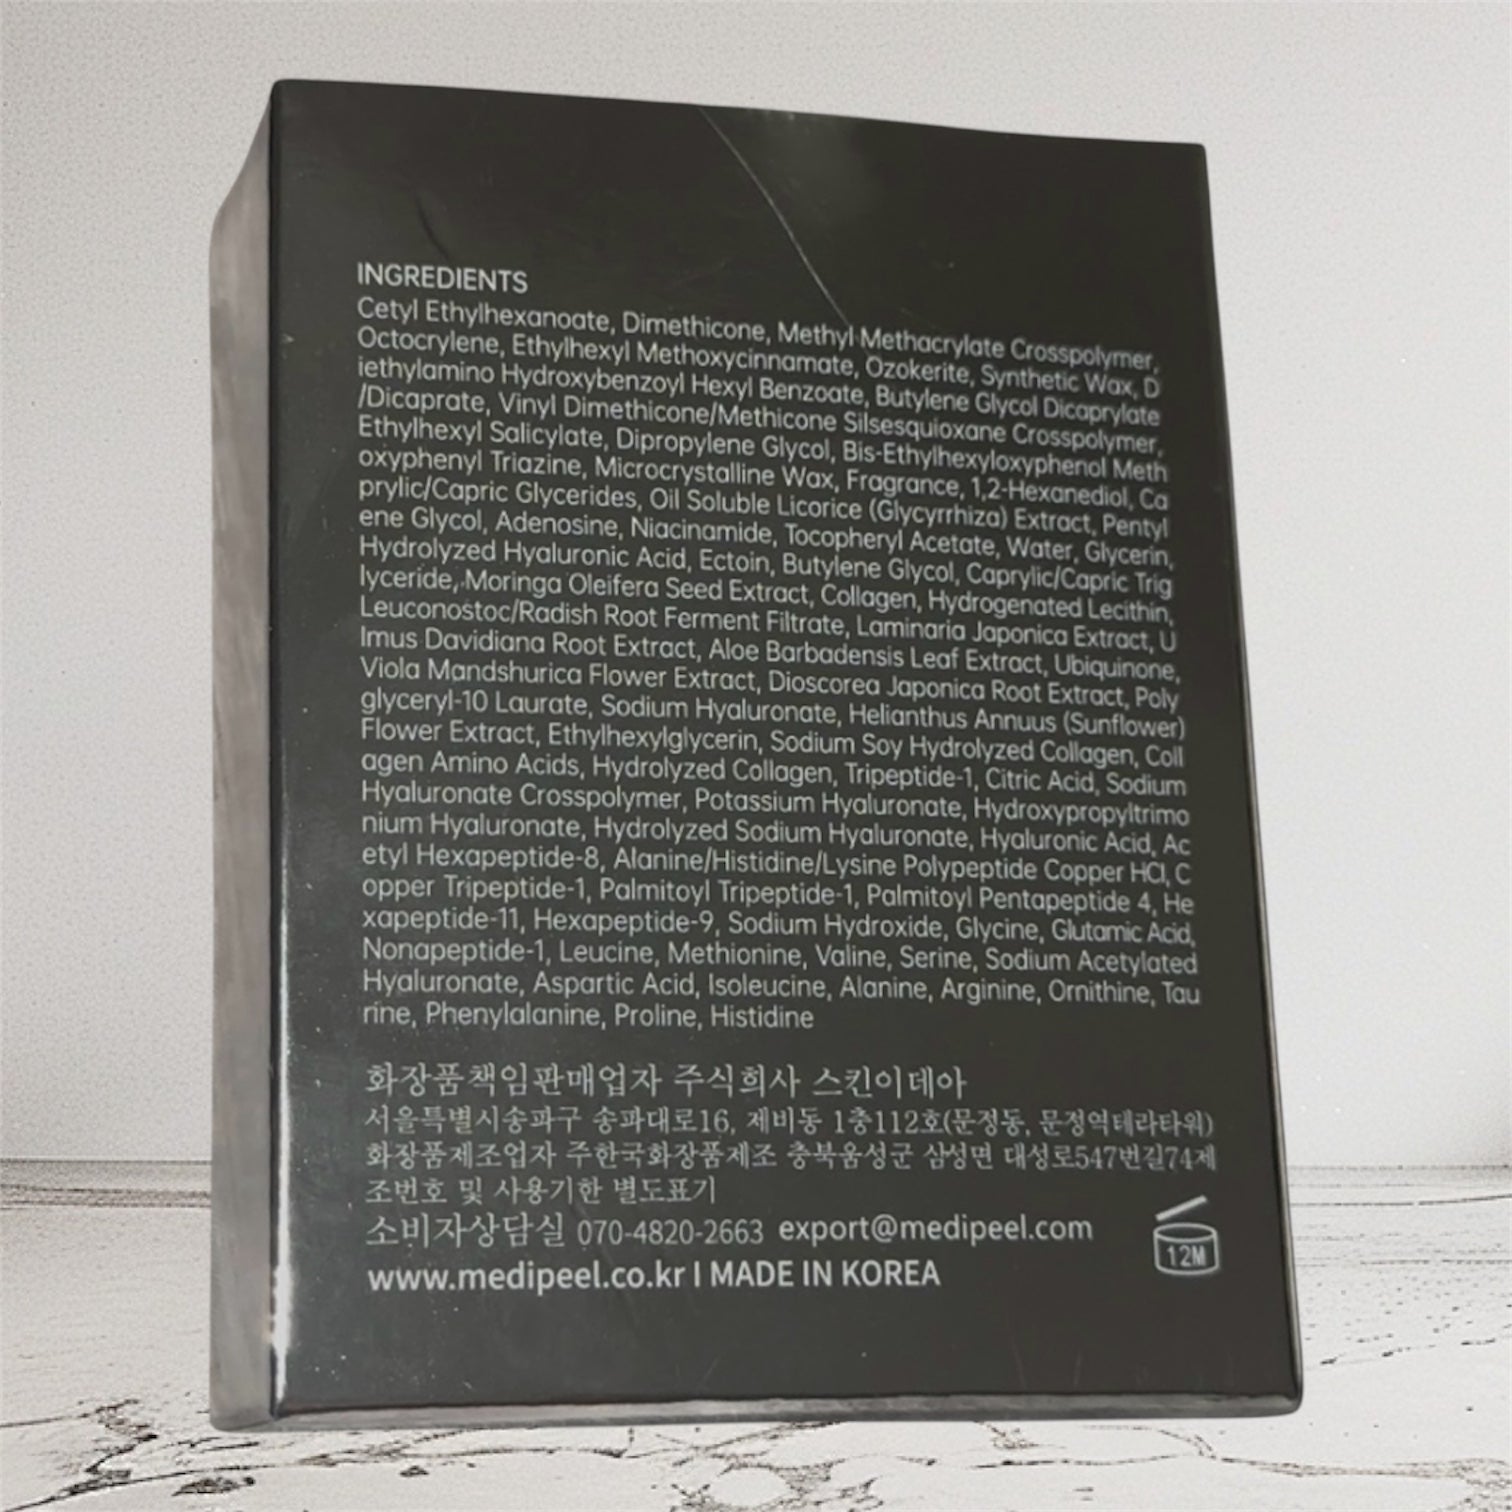 INGREDIENTS
Cetyl Ethylhexanoate, Dimethicone, Methyl Methacrylate Crosspolymer,
Octocrylene, Ethylhexyl Methoxycinnamate, Ozokerite, Synthetic Wax, D
iethylamino Hydroxybenzoyl Hexyl Benzoate, Butylene Glycol Dicaprylate
/Dicaprate, Vinyl Dimethicone/Methicone Silsesquioxane Crosspolymer,
Ethylhexyl Salicylate, Dipropylene Glycol, Bis-Ethylhexyloxyphenol Meth
oxyphenyl Triazine, Microcrystalline Wax, Fragrance, 1,2-Hexanediol, Ca
prylic/Capric Glycerides, Oil Soluble Licorice (Glycyrrhiza) Extract, Pentyl
ene Glycol, Adenosine, Niacinamide, Tocopheryl Acetate, Water, Glycerin,
Hydrolyzed Hyaluronic Acid, Ectoin, Butylene Glycol, Caprylic/Capric Trig
lyceride, Moringa Oleifera Seed Extract, Collagen, Hydrogenated Lecithin,
Leuconostoc/Radish Root Ferment Filtrate, Laminaria Japonica Extract, U
lmus Davidiana Root Extract, Aloe Barbadensis Leaf Extract, Ubiquinone,
Viola Mandshurica Flower Extract, Dioscorea Japonica Root Extract, Poly
glyceryl-10 Laurate, Sodium Hyaluronate, Helianthus Annuus (Sunflower)
Flower Extract, Ethylhexylglycerin, Sodium Soy Hydrolyzed Collagen, Coll
agen Amino Acids, Hydrolyzed Collagen, Tripeptide-1, Citric Acid, Sodium
Hyaluronate Crosspolymer, Potassium Hyaluronate, Hydroxypropyltrimo
nium Hyaluronate, Hydrolyzed Sodium Hyaluronate, Hyaluronic Acid, Ac
etyl Hexapeptide-8, Alanine/Histidine/Lysine Polypeptide Copper HCl, C
opper Tripeptide-1, Palmitoyl Tripeptide-1, Palmitoyl Pentapeptide 4, He
xapeptide-11, Hexapeptide-9, Sodium Hydroxide, Glycine, Glutamic Acid,
Nonapeptide-1, Leucine, Methionine, Valine, Serine, Sodium Acetylated
Hyaluronate, Aspartic Acid, Isoleucine, Alanine, Arginine, Ornithine, Tau
rine, Phenylalanine, Proline, Histidine
화장품책임판매업자 주식회사 스킨이데아
서울특별시송파구 송파대로16, 제비동 1층112호(문정동, 문정역테라타워)
화장품제조업자 주한국화장품제조 충북음성군 삼성면 대성로547번길74제
조번호 및 사용기한 별도표기
소비자상담실 070-4820-2663 export@medipeel.com
www.medipeel.co.kr I MADE IN KOREA
12M